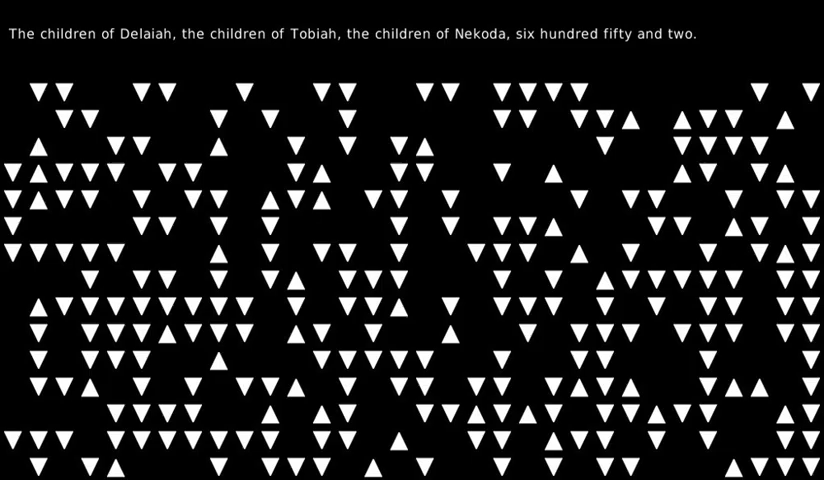 The children of Delaiah, the children of Tobiah, the children of Nekoda, six hundred fifty and two.